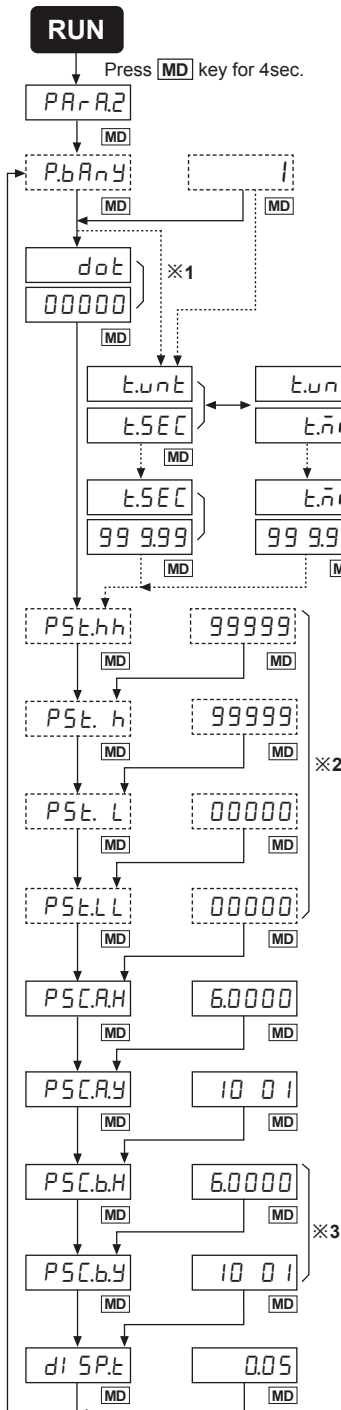 RUN
Press MD key for 4sec.
PArA.2
MD
P.bAnY 1
MD MD
dot ※1
00000
MD
t.unt t.un
t.SEC
MD
t.SEC
99 9.99 99 9.9
MD
PSt.hh 99999
MD MD
PSt. h 99999
MD MD
※2
PSt. L 00000
MD MD
PSt.LL 00000
MD MD
PSC.A.H 6.0000
MD MD
PSC.A.Y 10 01
MD MD
PSC.b.H 6.0000
MD MD
※3
PSC.b.Y 10 01
MD MD
dI SP.t 0.05
MD MD